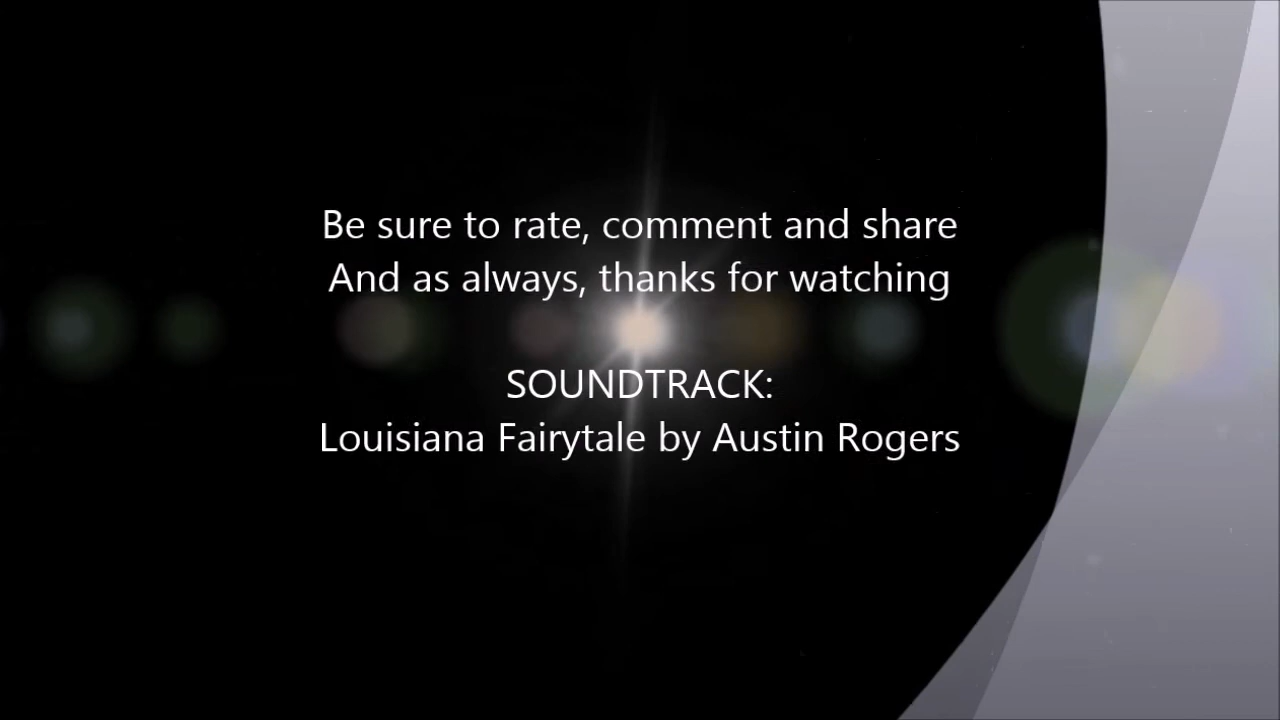 Be sure to rate, comment and share
And as always, thanks for watching
SOUNDTRACK:
Louisiana Fairytale by Austin Rogers